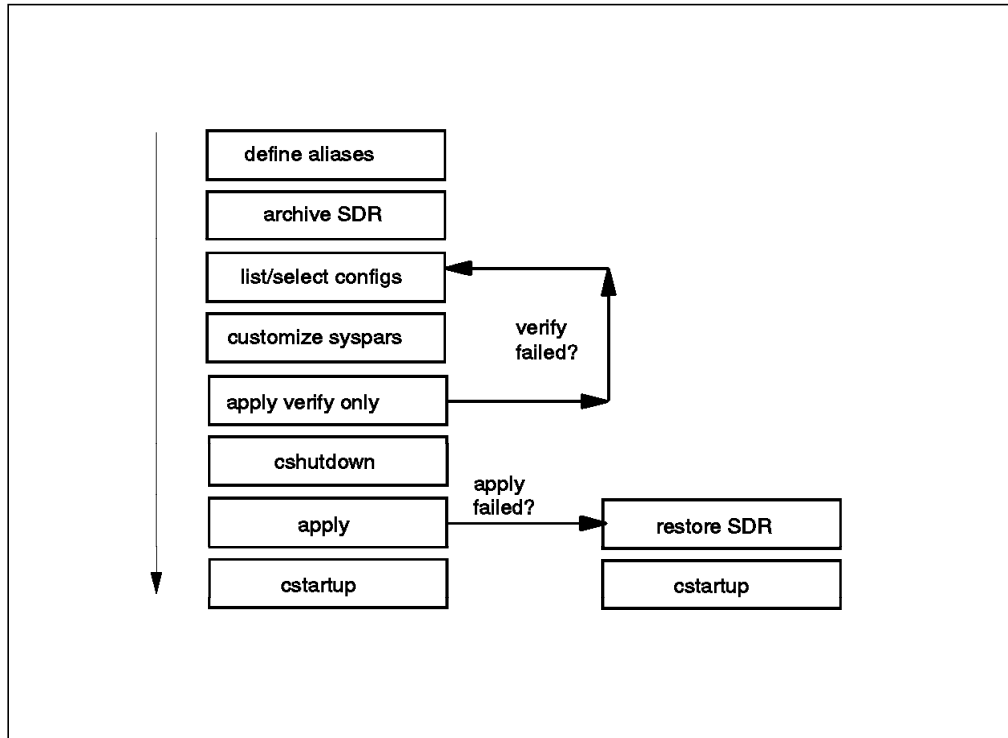 define aliases
archive SDR
list/select configs
customize syspars
verify
failed?
apply verify only
cshutdown
apply
failed?
apply
restore SDR
cstartup
cstartup